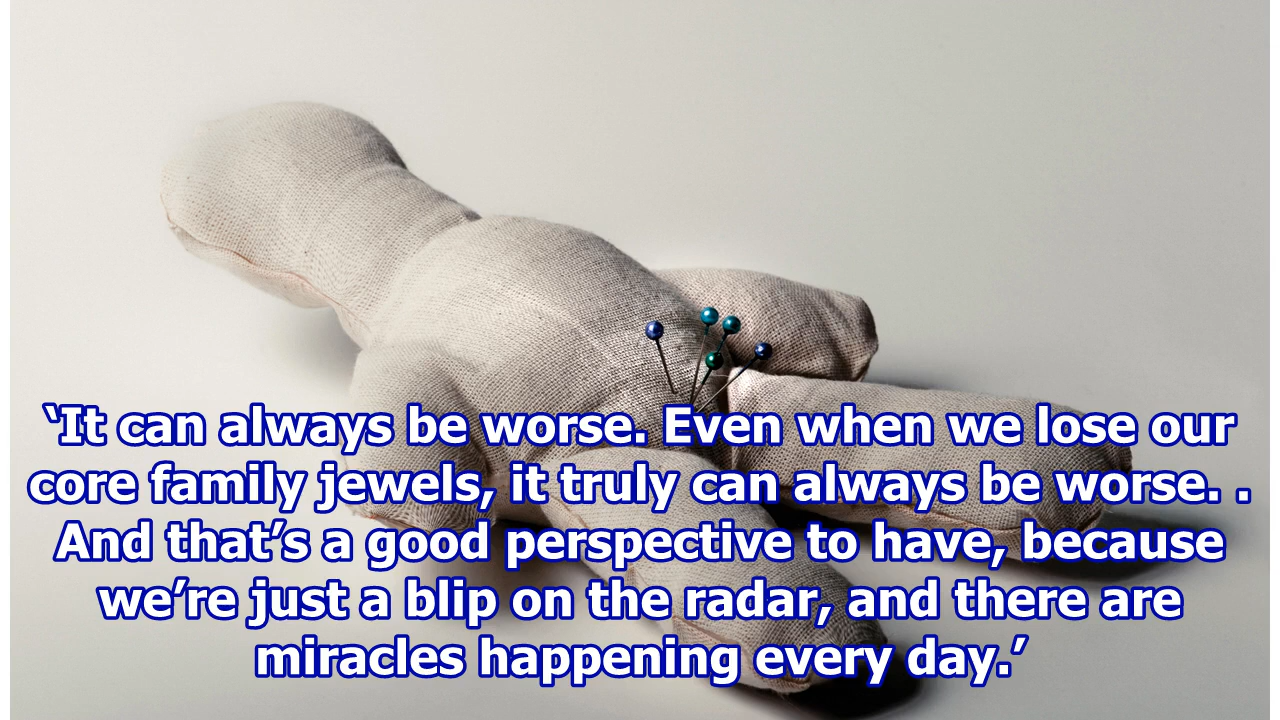 ‘It can always be worse. Even when we lose our
core family jewels, it truly can always be worse. .
And that’s a good perspective to have, because
we’re just a blip on the radar, and there are
miracles happening every day.’